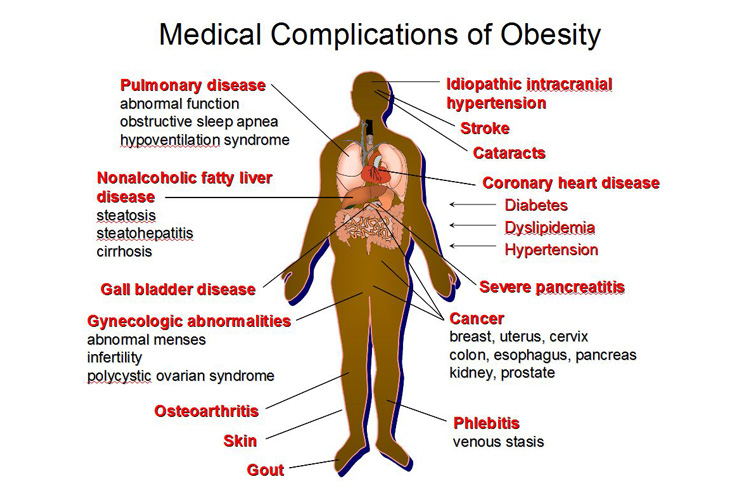 Medical Complications of Obesity
Pulmonary disease
abnormal function
obstructive sleep apnea
hypoventilation syndrome
Nonalcoholic fatty liver
disease
steatosis
steatohepatitis
cirrhosis
Gall bladder disease
Gynecologic abnormalities
abnormal menses
infertility
polycystic ovarian syndrome
Osteoarthritis
Skin
Gout
Idiopathic intracranial
hypertension
Stroke
Cataracts
Coronary heart disease
Diabetes
Dyslipidemia
Hypertension
Severe pancreatitis
Cancer
breast, uterus, cervix
colon, esophagus, pancreas
kidney, prostate
Phlebitis
venous stasis